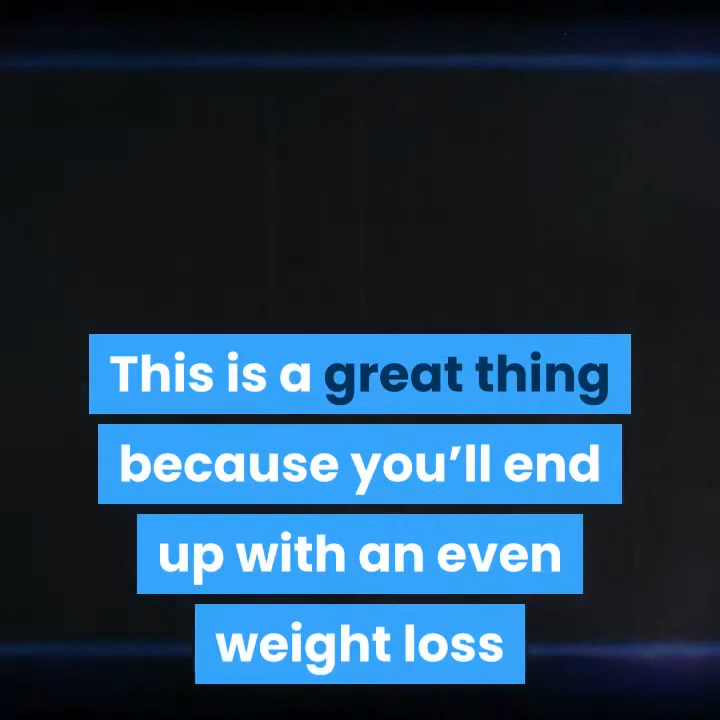 This is a great thing
because you’ll end
up with an even
weight loss